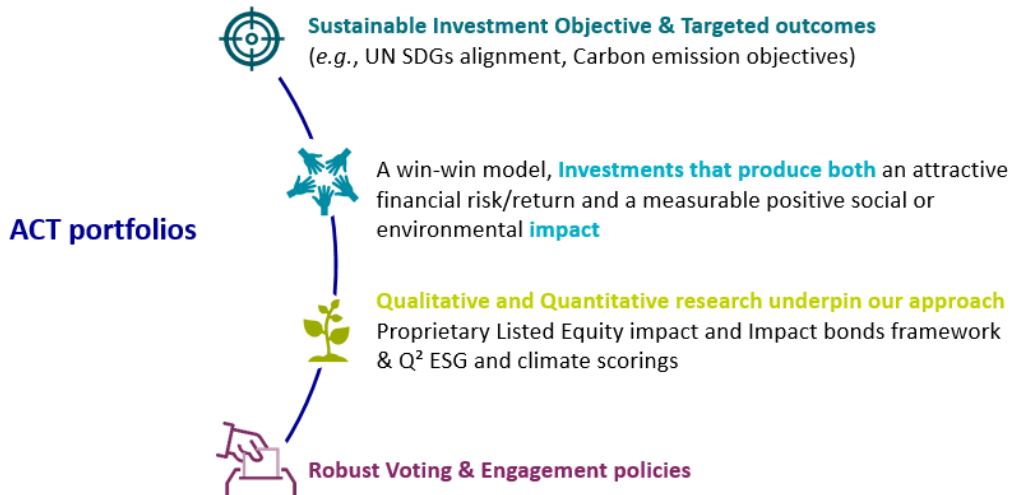 Sustainable Investment Objective & Targeted outcomes
(e.g., UN SDGs alignment, Carbon emission objectives)
A win-win model, Investments that produce both an attractive
financial risk/return and a measurable positive social or
environmental impact
ACT portfolios
Qualitative and Quantitative research underpin our approach
Proprietary Listed Equity impact and Impact bonds framework
& Q² ESG and climate scorings
Robust Voting & Engagement policies